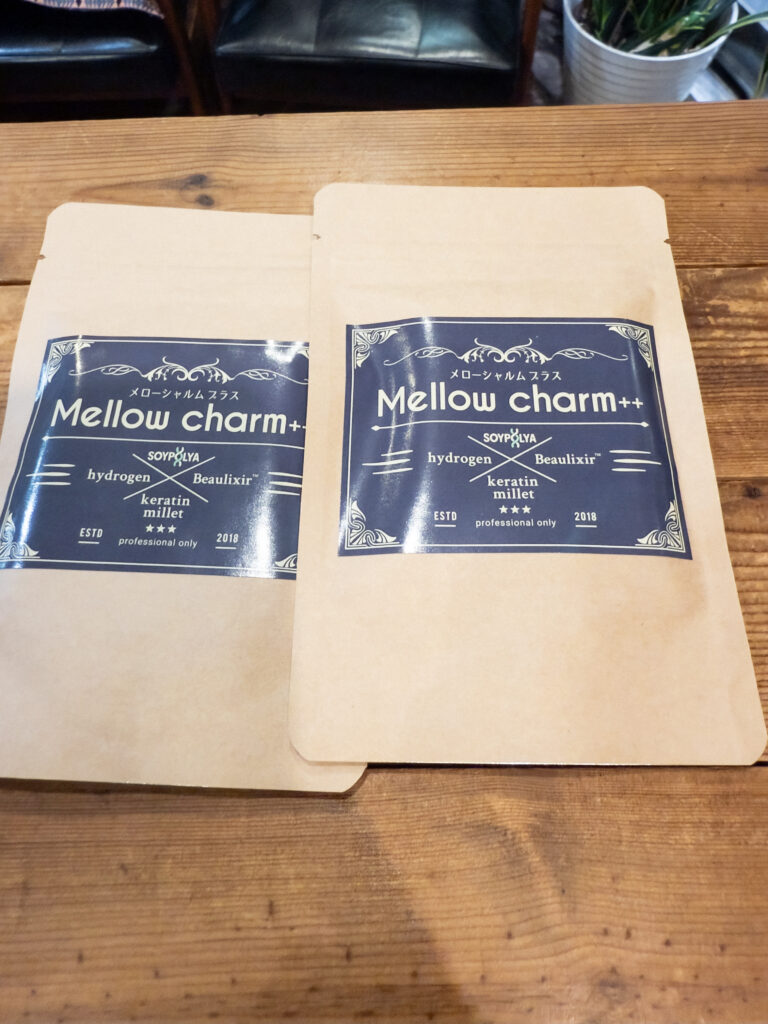 メローシャルム プラス
Mellow charm++
SOYPOLYA
hydrogen Beaulixir™
keratin
millet
ESTD 2018
professional only
メローシャルム プラス
Mellow charm++
SOYPOLYA
hydrogen Beaulixir™
keratin
millet
ESTD 2018
professional only